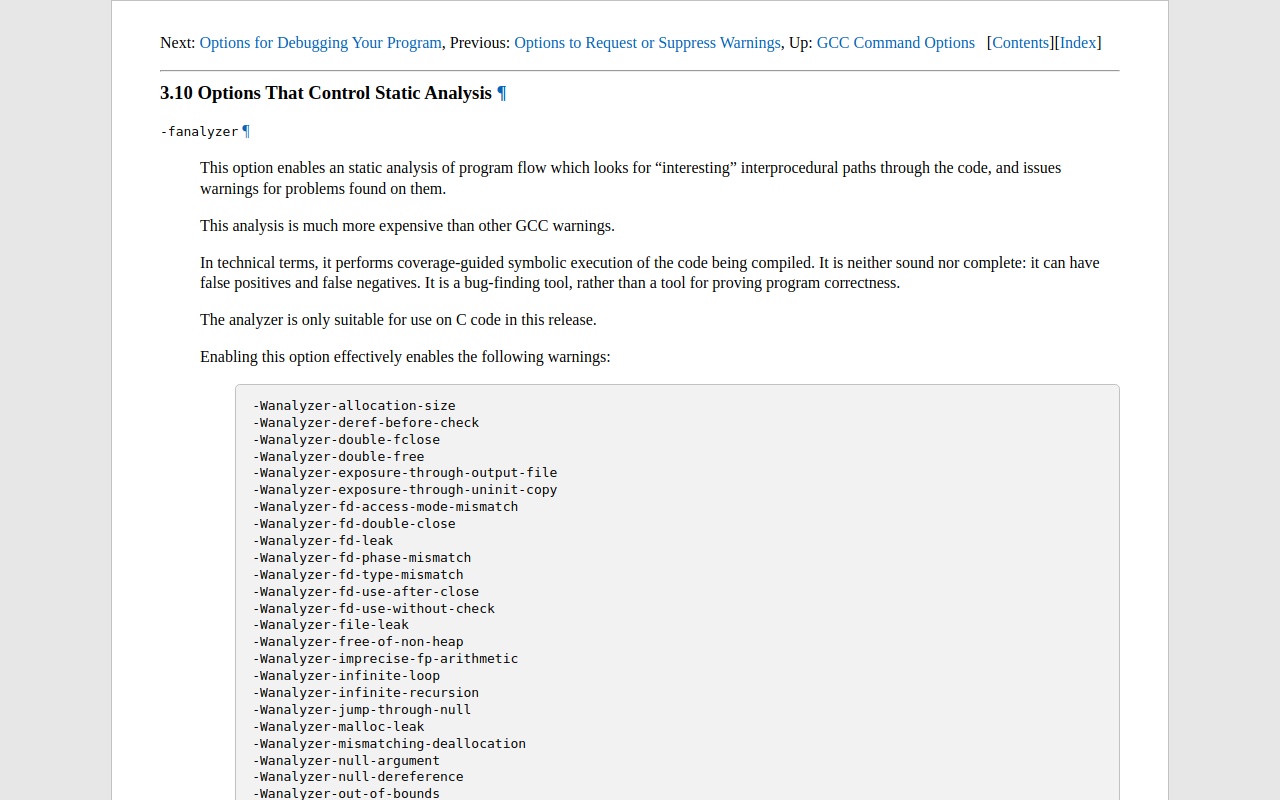 Next: Options for Debugging Your Program, Previous: Options to Request or Suppress Warnings, Up: GCC Command Options   [Contents][Index]
3.10 Options That Control Static Analysis ¶
-fanalyzer ¶
This option enables an static analysis of program flow which looks for “interesting” interprocedural paths through the code, and issues
warnings for problems found on them.
This analysis is much more expensive than other GCC warnings.
In technical terms, it performs coverage-guided symbolic execution of the code being compiled. It is neither sound nor complete: it can have
false positives and false negatives. It is a bug-finding tool, rather than a tool for proving program correctness.
The analyzer is only suitable for use on C code in this release.
Enabling this option effectively enables the following warnings:
-Wanalyzer-allocation-size
-Wanalyzer-deref-before-check
-Wanalyzer-double-fclose
-Wanalyzer-double-free
-Wanalyzer-exposure-through-output-file
-Wanalyzer-exposure-through-uninit-copy
-Wanalyzer-fd-access-mode-mismatch
-Wanalyzer-fd-double-close
-Wanalyzer-fd-leak
-Wanalyzer-fd-phase-mismatch
-Wanalyzer-fd-type-mismatch
-Wanalyzer-fd-use-after-close
-Wanalyzer-fd-use-without-check
-Wanalyzer-file-leak
-Wanalyzer-free-of-non-heap
-Wanalyzer-imprecise-fp-arithmetic
-Wanalyzer-infinite-loop
-Wanalyzer-infinite-recursion
-Wanalyzer-jump-through-null
-Wanalyzer-malloc-leak
-Wanalyzer-mismatching-deallocation
-Wanalyzer-null-argument
-Wanalyzer-null-dereference
-Wanalyzer-out-of-bounds